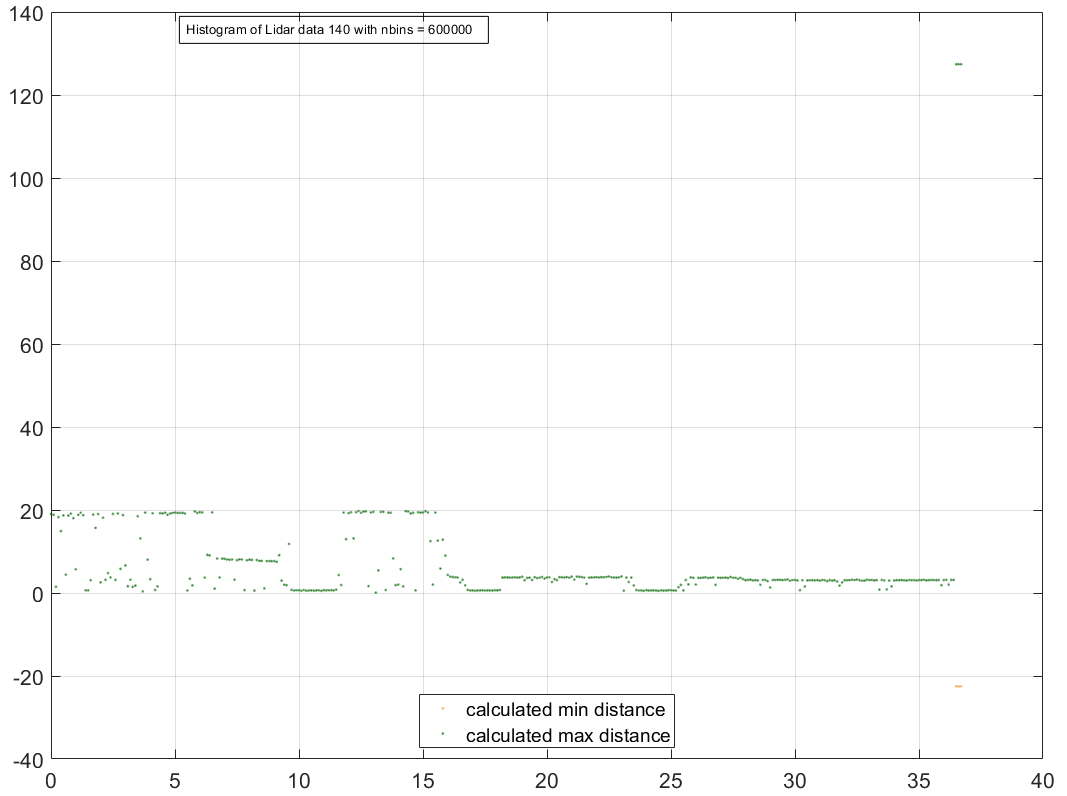 140
Histogram of Lidar data 140 with nbins = 600000
120
100
80
60
40
20
0
-20
calculated min distance
calculated max distance
-40
0 5 10 15 20 25 30 35 40